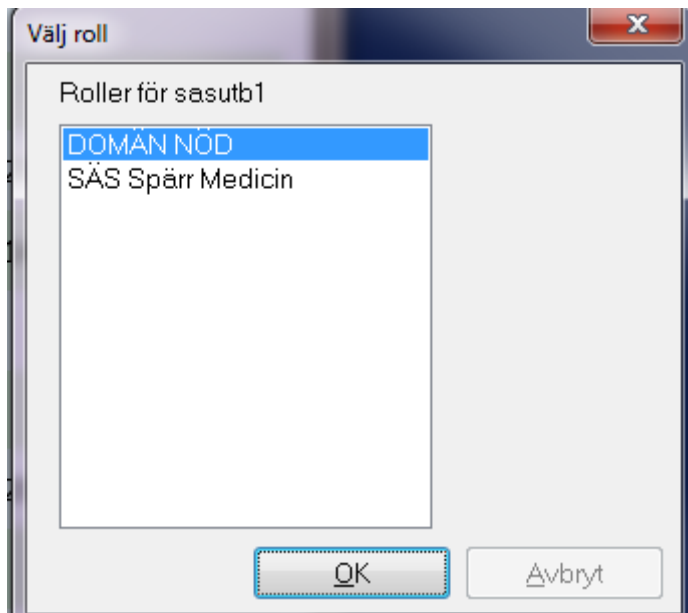 Välj roll
Roller för sasutb1
DOMÄN NÖD
SÄS Spärr Medicin
OK
Avbryt